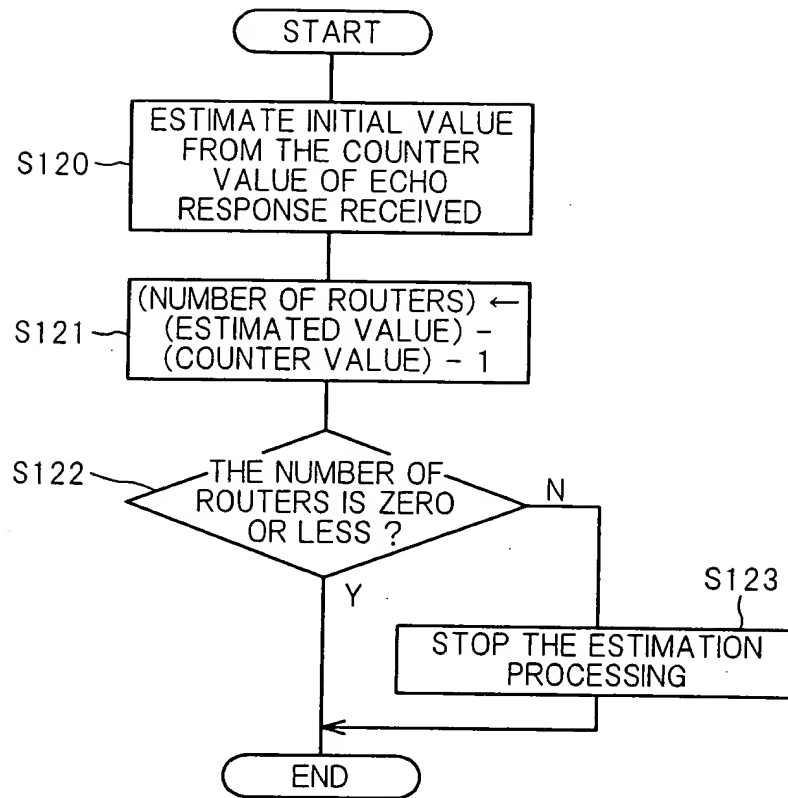 START
S120
ESTIMATE INITIAL VALUE
FROM THE COUNTER
VALUE OF ECHO
RESPONSE RECEIVED
S121
(NUMBER OF ROUTERS) ←
(ESTIMATED VALUE) -
(COUNTER VALUE) - 1
S122
THE NUMBER OF
ROUTERS IS ZERO
OR LESS ?
N
Y
S123
STOP THE ESTIMATION
PROCESSING
END